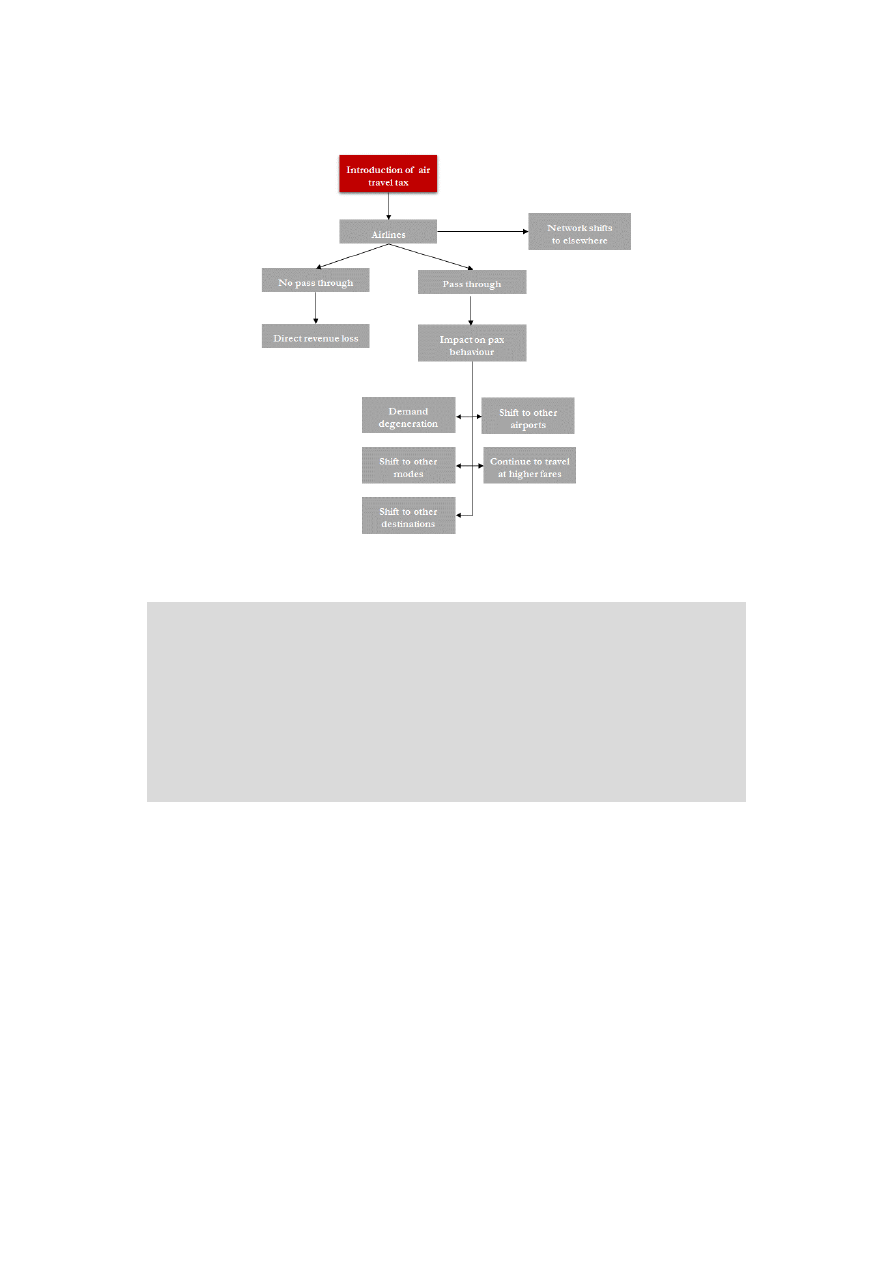 Introduction of air
travel tax
Airlines
Network shifts
to elsewhere
No pass through
Pass through
Direct revenue loss
Impact on pax
behaviour
Demand
degeneration
Shift to other
airports
Shift to other
modes
Continue to travel
at higher fares
Shift to other
destinations